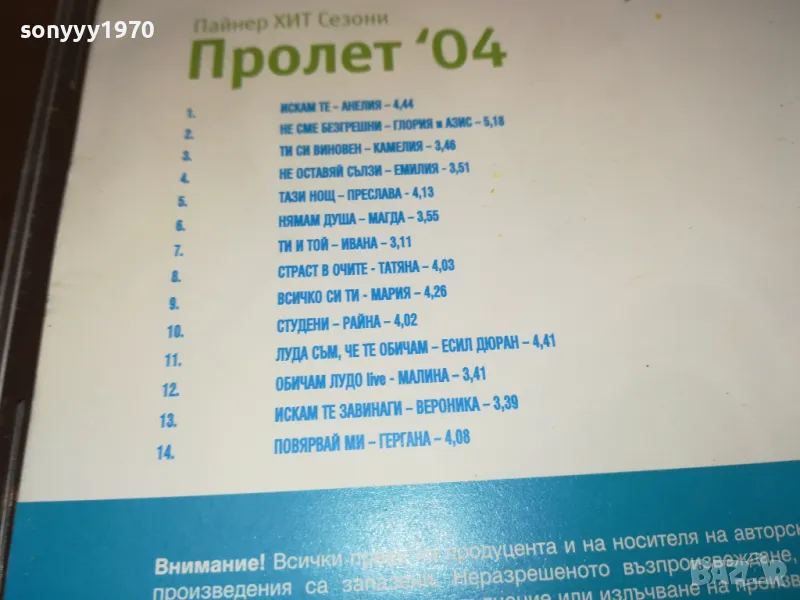 sonyyy1970
Пайнер ХИТ Сезони
Пролет '04
1. ИСКАМ ТЕ – АНЕЛИЯ – 4,44
2. НЕ СМЕ БЕЗГРЕШНИ – ГЛОРИЯ и АЗИС – 5,18
3. ТИ СИ ВИНОВЕН – КАМЕЛИЯ – 3,46
4. НЕ ОСТАВЯЙ СЪЛЗИ – ЕМИЛИЯ – 3,51
5. ТАЗИ НОЩ – ПРЕСЛАВА - 4,13
6. НЯМАМ ДУША – МАГДА – 3,55
7. ТИ И ТОЙ – ИВАНА – 3,11
8. СТРАСТ В ОЧИТЕ - ТАТЯНА – 4,03
9. ВСИЧКО СИ ТИ - МАРИЯ – 4,26
10. СТУДЕНИ – РАЙНА – 4,02
11. ЛУДА СЪМ, ЧЕ ТЕ ОБИЧАМ – ЕСИЛ ДЮРАН – 4,41
12. ОБИЧАМ ЛУДО live - МАЛИНА – 3,41
13. ИСКАМ ТЕ ЗАВИНАГИ – ВЕРОНИКА – 3,39
14. ПОВЯРВАЙ МИ – ГЕРГАНА – 4,08
Внимание! Всички права на продуцента и на носителя на авторск
произведения са запазени. Неразрешеното възпроизвеждане,
или излъчване на произв